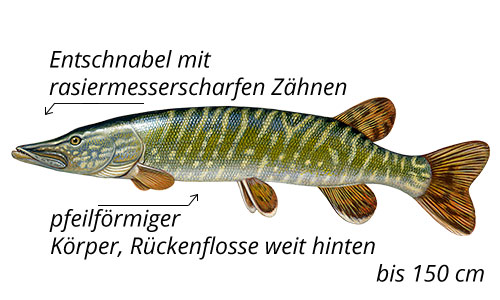 Entschnabel mit
rasiermesserscharfen Zähnen
pfeilförmiger
Körper, Rückenflosse weit hinten
bis 150 cm